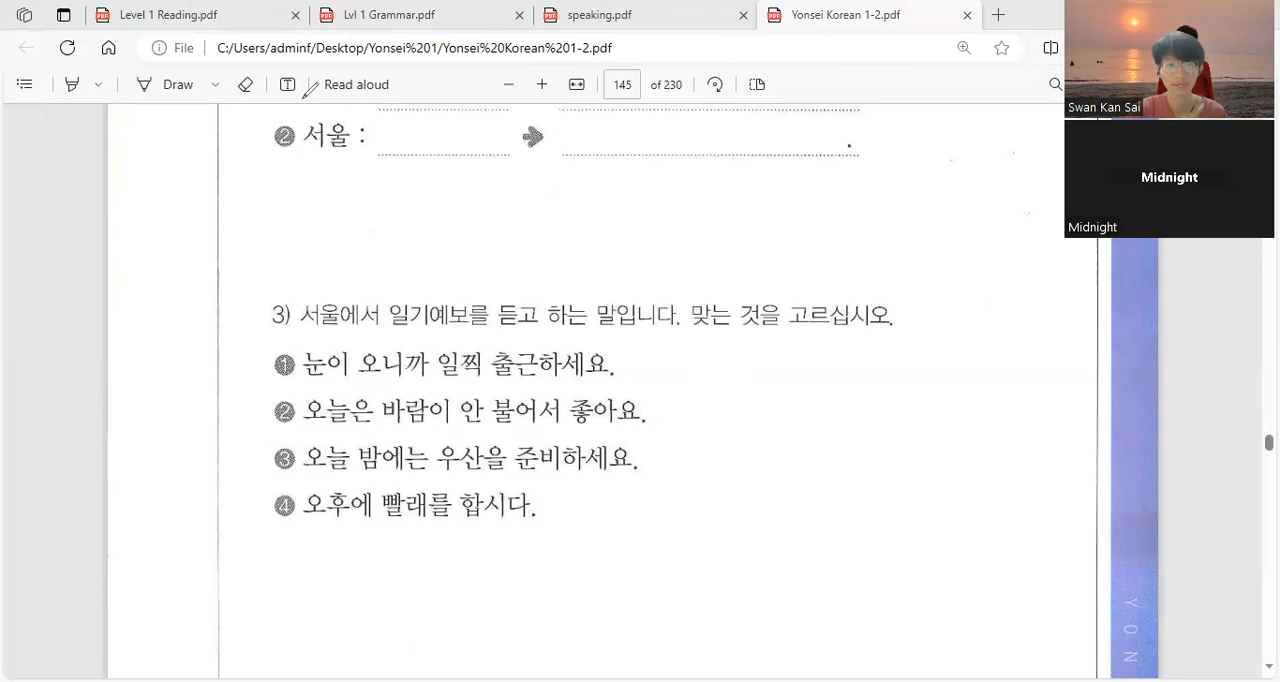 Level 1 Reading.pdf
Lvl 1 Grammar.pdf
speaking.pdf
Yonsei Korean 1-2.pdf
File
C:/Users/adminf/Desktop/Yonsei%201/Yonsei%20Korean%201-2.pdf
Draw
Read aloud
145
of 230
Swan Kan Sai
Midnight
Midnight
❷ 서울 : ➔ .
3) 서울에서 일기예보를 듣고 하는 말입니다. 맞는 것을 고르십시오.
❶ 눈이 오니까 일찍 출근하세요.
❷ 오늘은 바람이 안 불어서 좋아요.
❸ 오늘 밤에는 우산을 준비하세요.
❹ 오후에 빨래를 합시다.
Y O N